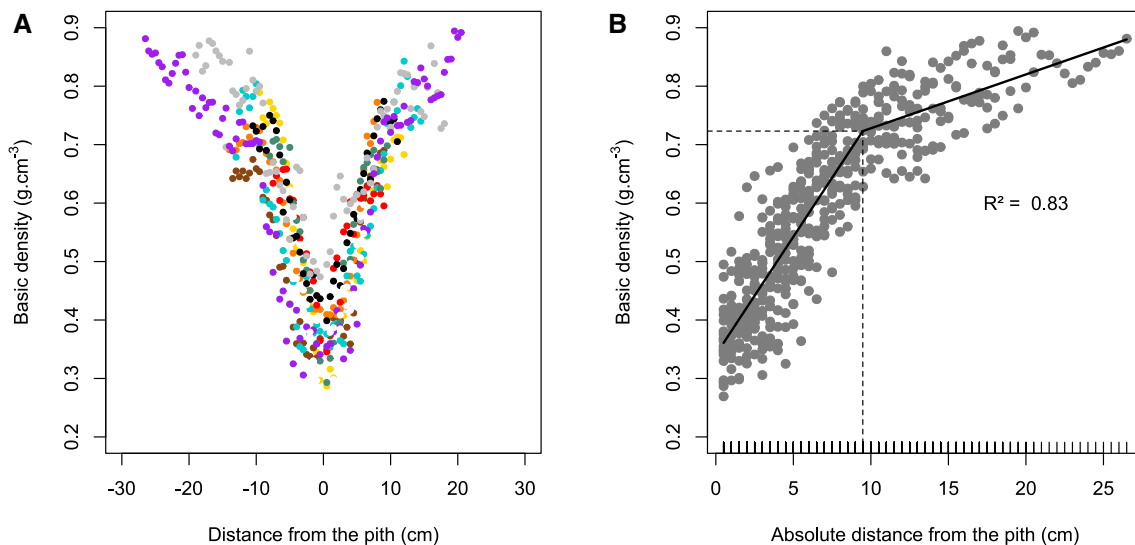 A
Basic density (g.cm⁻³)
0.9
0.8
0.7
0.6
0.5
0.4
0.3
0.2
-30 -20 -10 0 10 20 30
Distance from the pith (cm)
B
Basic density (g.cm⁻³)
0.9
0.8
0.7
0.6
0.5
0.4
0.3
0.2
R² = 0.83
0 5 10 15 20 25
Absolute distance from the pith (cm)